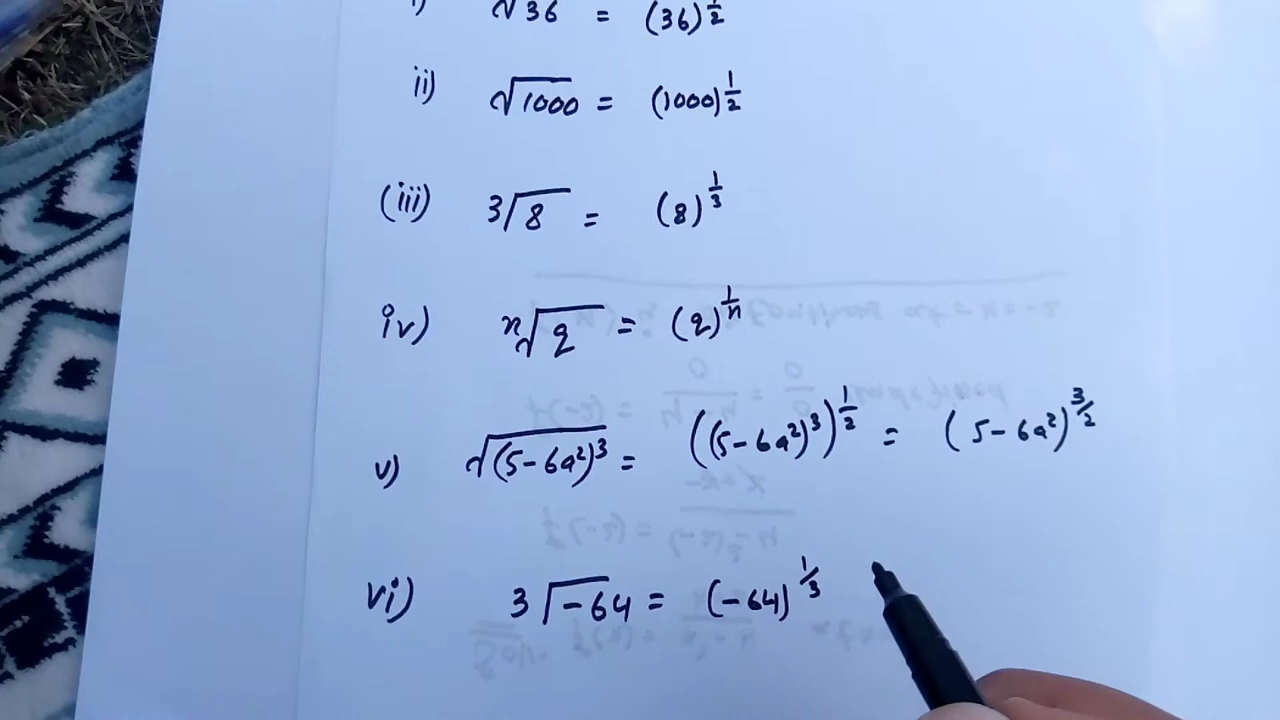 i) √36 = (36)^1/2
ii) √1000 = (1000)^1/2
(iii) 3√8 = (8)^1/3
iv) n√q = (q)^1/n
v) √(5-6a²)³ = ((5-6a²)³)^1/2 = (5-6a²)^3/2
vi) 3√-64 = (-64)^1/3